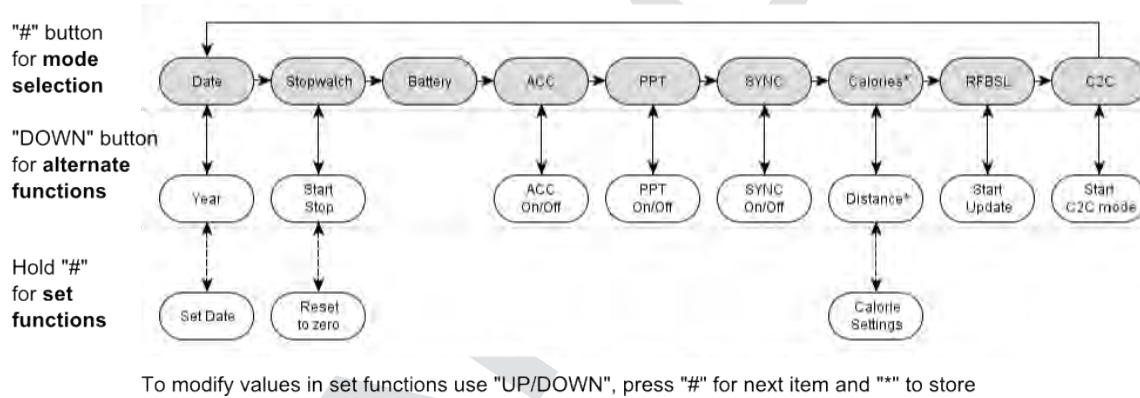 "#" button
for mode
selection
Date
Stopwatch
Battery
ACC
PPT
SYNC
Calories*
RFBSL
C2C
"DOWN" button
for alternate
functions
Year
Start
Stop
ACC
On/Off
PPT
On/Off
SYNC
On/Off
Distance*
Start
Update
Start
C2C mode
Hold "#"
for set
functions
Set Date
Reset
to zero
Calorie
Settings
To modify values in set functions use "UP/DOWN", press "#" for next item and "*" to store